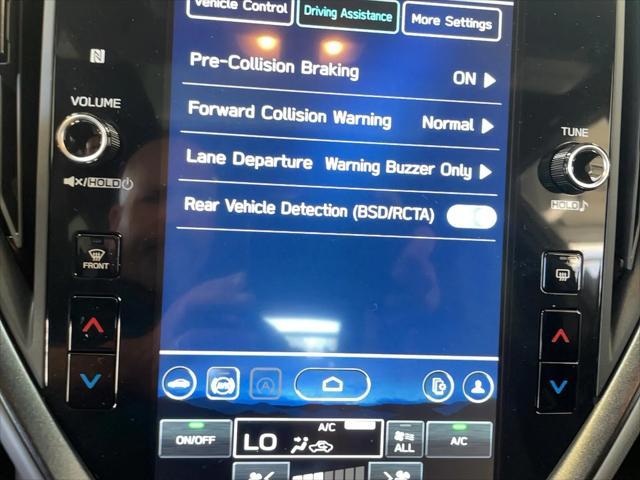 Vehicle Control
Driving Assistance
More Settings
Pre-Collision Braking ON
VOLUME
Forward Collision Warning Normal
TUNE
Lane Departure Warning Buzzer Only
HOLD
Rear Vehicle Detection (BSD/RCTA)
HOLD
FRONT
A
A/C
ON/OFF
LO
ALL
A/C